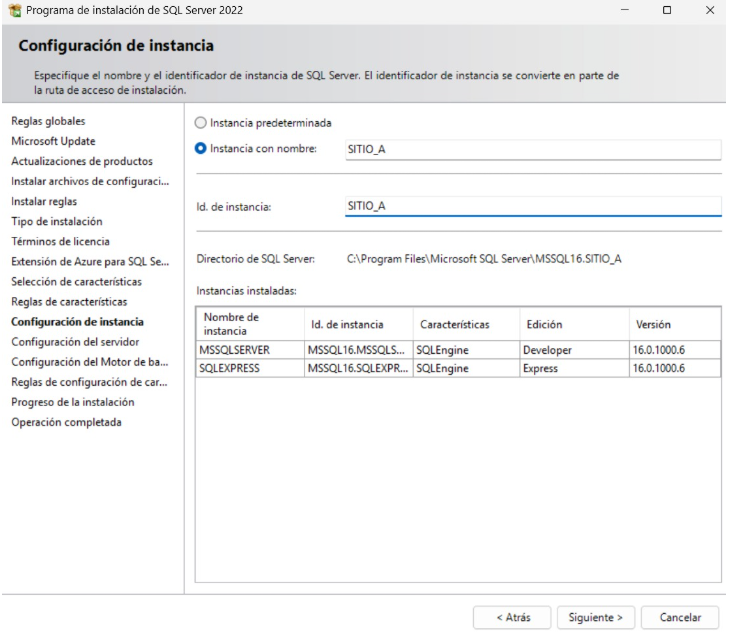 Programa de instalación de SQL Server 2022
Configuración de instancia
Especifique el nombre y el identificador de instancia de SQL Server. El identificador de instancia se convierte en parte de
la ruta de acceso de instalación.
Reglas globales
Microsoft Update
Actualizaciones de productos
Instalar archivos de configuraci...
Instalar reglas
Tipo de instalación
Términos de licencia
Extensión de Azure para SQL Se...
Selección de características
Reglas de características
Configuración de instancia
Configuración del servidor
Configuración del Motor de ba...
Reglas de configuración de car...
Progreso de la instalación
Operación completada
Instancia predeterminada
Instancia con nombre: SITIO_A
Id. de instancia: SITIO_A
Directorio de SQL Server: C:\Program Files\Microsoft SQL Server\MSSQL16.SITIO_A
Instancias instaladas:
Nombre de instancia Id. de instancia Características Edición Versión
MSSQLSERVER MSSQL16.MSSQLS... SQLEngine Developer 16.0.1000.6
SQLEXPRESS MSSQL16.SQLEXPR... SQLEngine Express 16.0.1000.6
< Atrás Siguiente > Cancelar